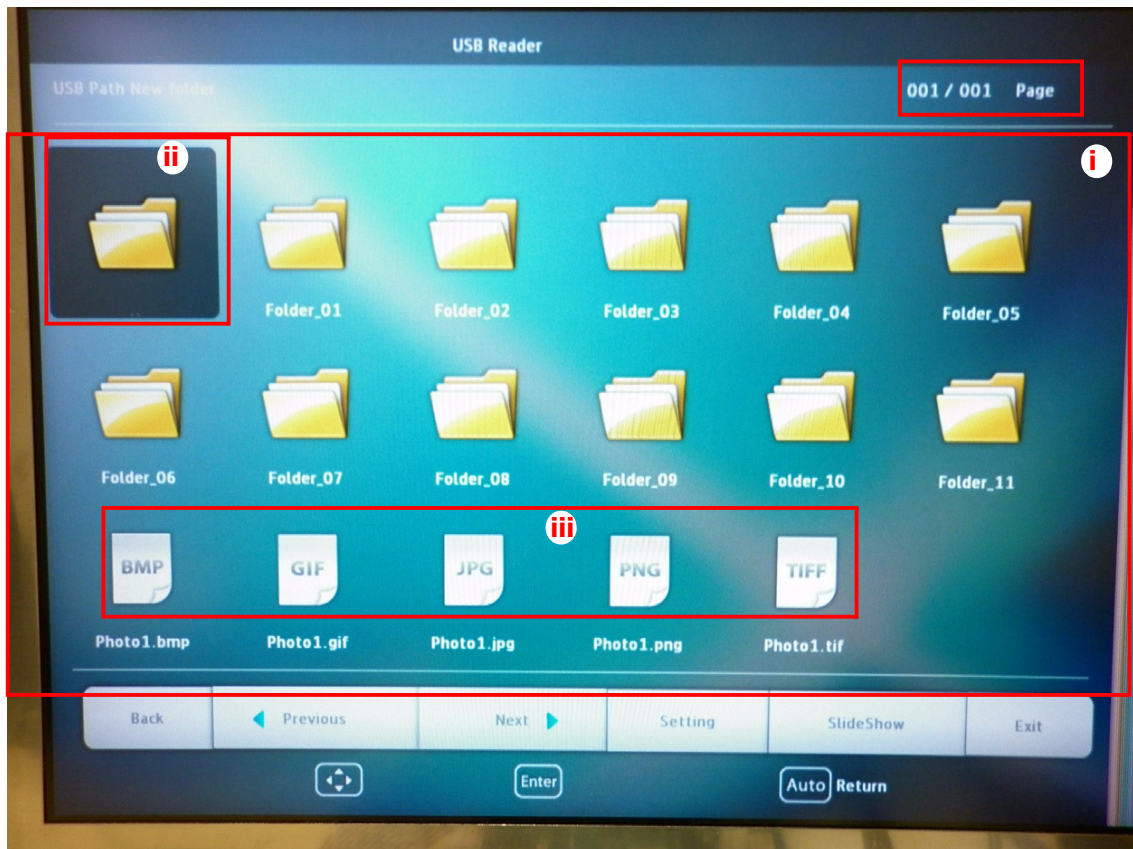 USB Reader
USB Path New folder
001 / 001 Page
i
ii
..
Folder_01
Folder_02
Folder_03
Folder_04
Folder_05
Folder_06
Folder_07
Folder_08
Folder_09
Folder_10
Folder_11
iii
BMP
GIF
JPG
PNG
TIFF
Photo1.bmp
Photo1.gif
Photo1.jpg
Photo1.png
Photo1.tif
Back
Previous
Next
Setting
SlideShow
Exit
Enter
Auto Return